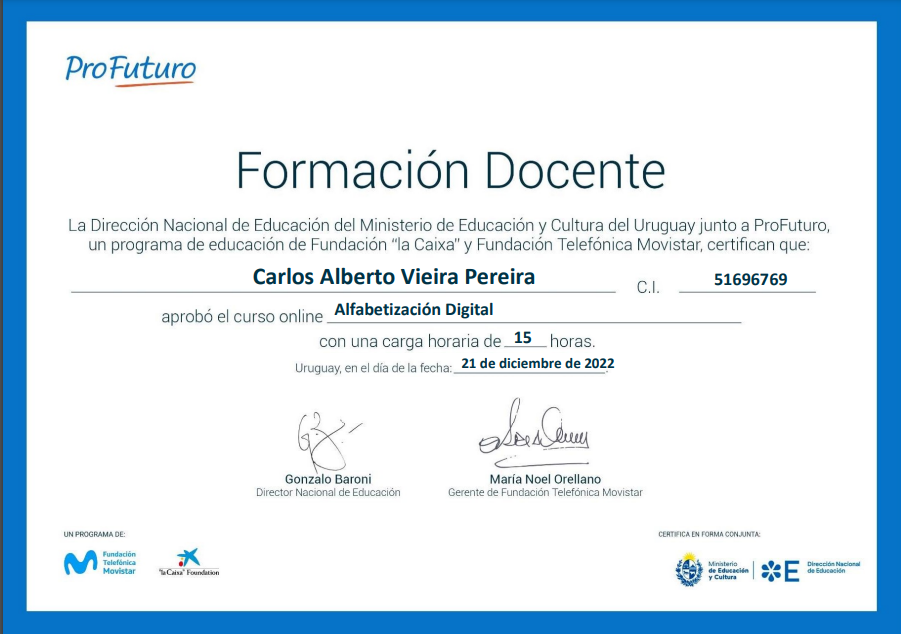 ProFuturo
Formación Docente
La Dirección Nacional de Educación del Ministerio de Educación y Cultura del Uruguay junto a ProFuturo,
un programa de educación de Fundación “la Caixa” y Fundación Telefónica Movistar, certifican que:
Carlos Alberto Vieira Pereira C.I. 51696769
aprobó el curso online Alfabetización Digital
con una carga horaria de 15 horas.
Uruguay, en el día de la fecha: 21 de diciembre de 2022.
Gonzalo Baroni
Director Nacional de Educación
María Noel Orellano
Gerente de Fundación Telefónica Movistar
UN PROGRAMA DE:
Fundación
Telefónica
Movistar
"la Caixa" Foundation
CERTIFICA EN FORMA CONJUNTA:
Ministerio
de Educación
y Cultura
E
Dirección Nacional
de Educación